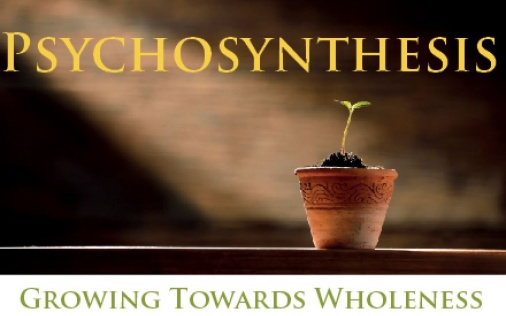 PSYCHOSYNTHESIS
GROWING TOWARDS WHOLENESS